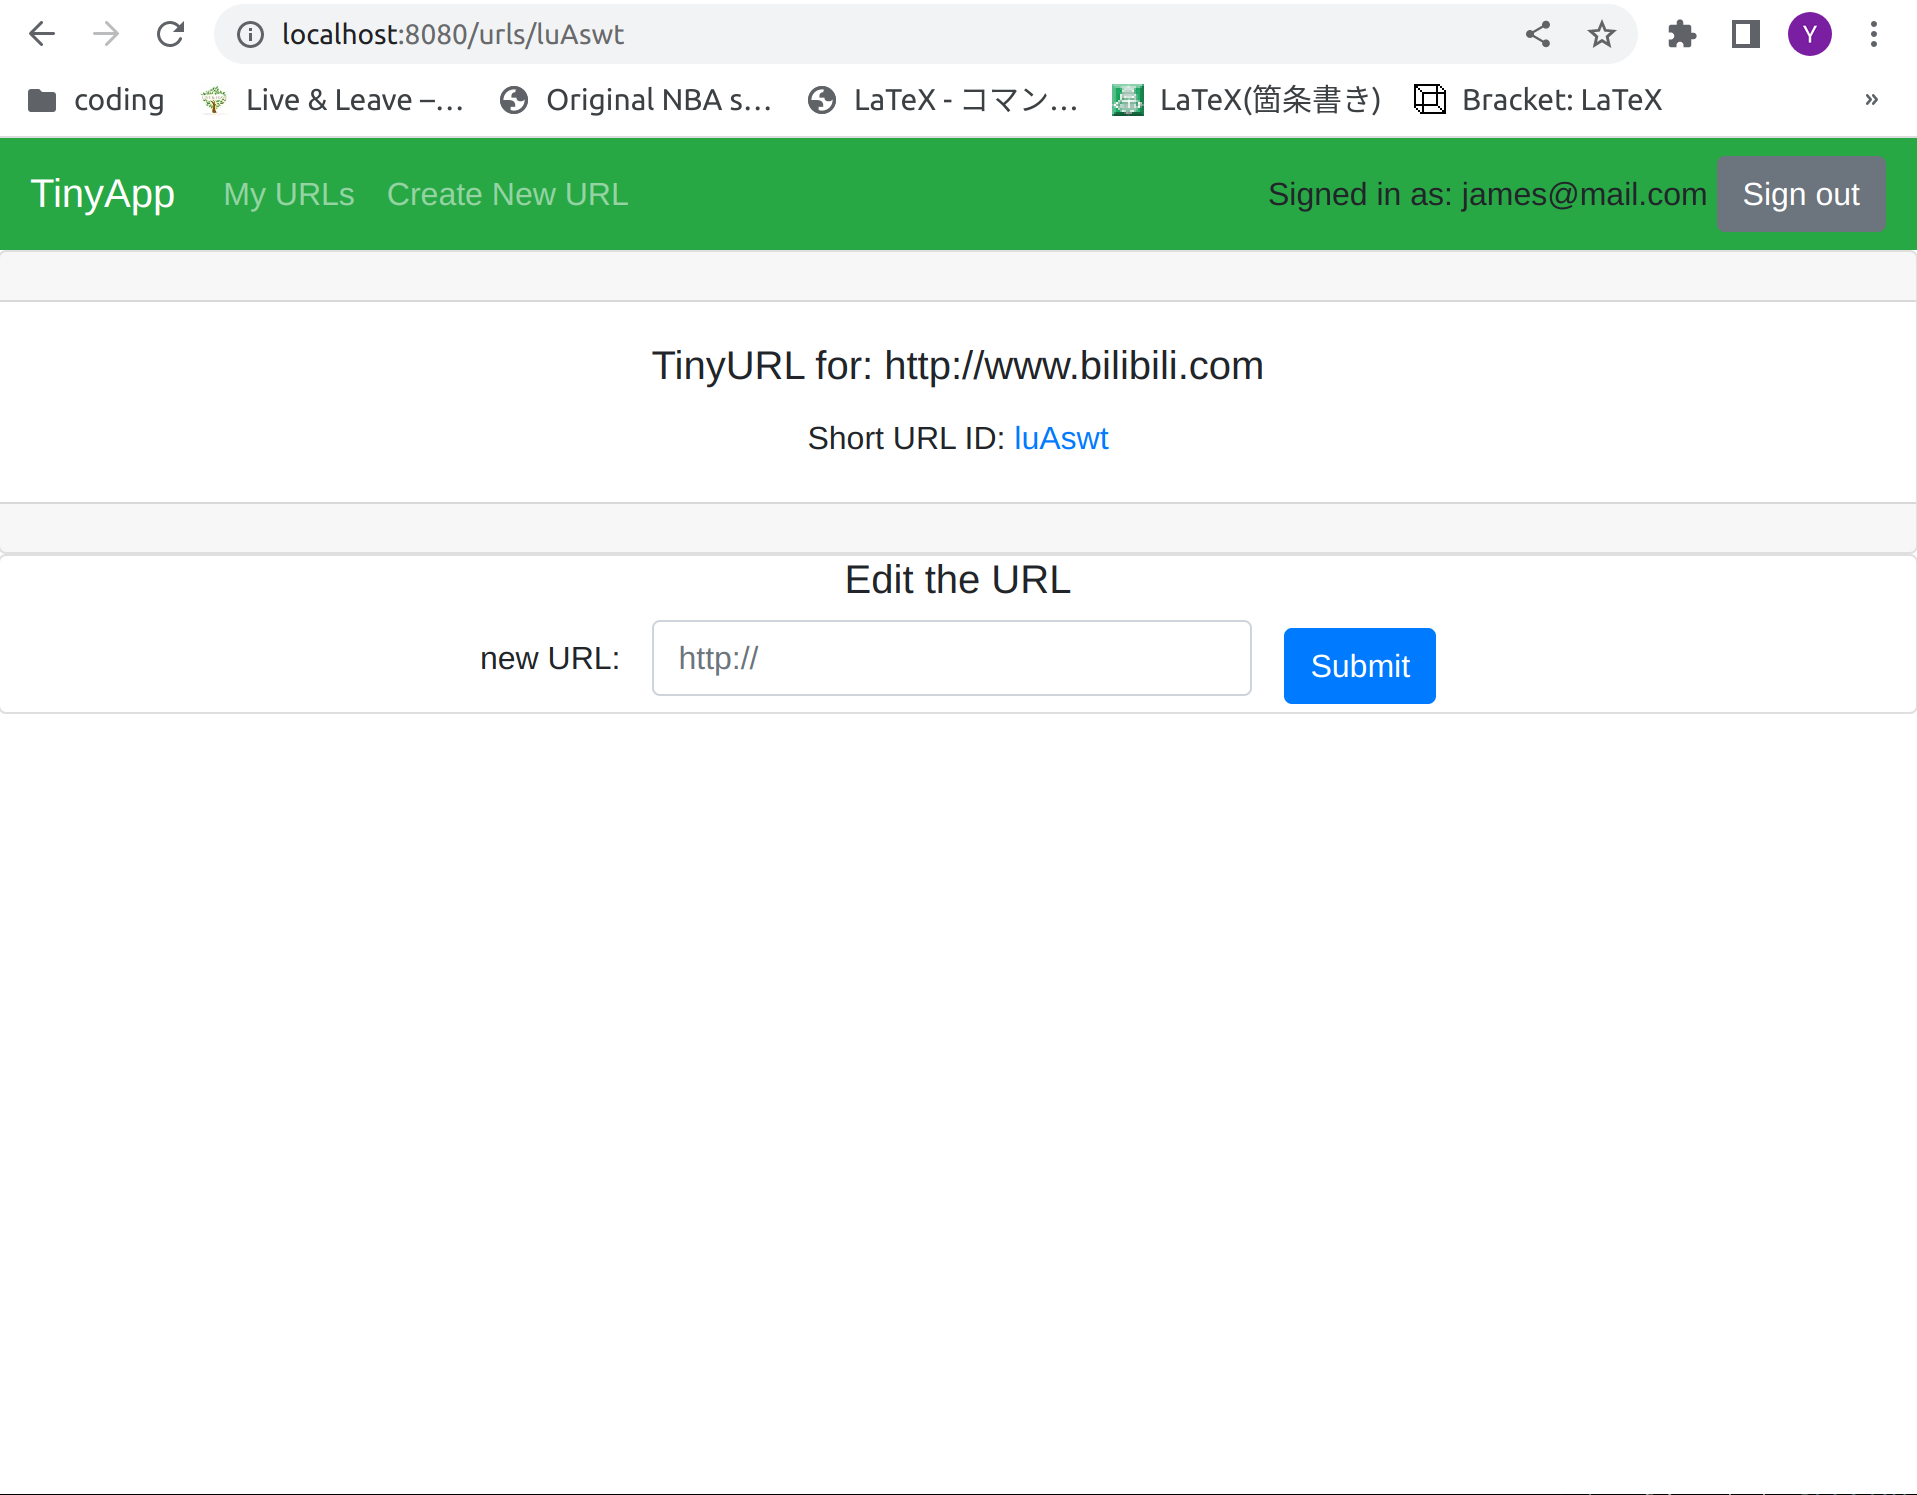 localhost:8080/urls/luAswt
Y
coding Live & Leave –... Original NBA s... LaTeX - コマン... LaTeX(箇条書き) Bracket: LaTeX »
TinyApp My URLs Create New URL Signed in as: james@mail.com Sign out
TinyURL for: http://www.bilibili.com
Short URL ID: luAswt
Edit the URL
new URL: http:// Submit